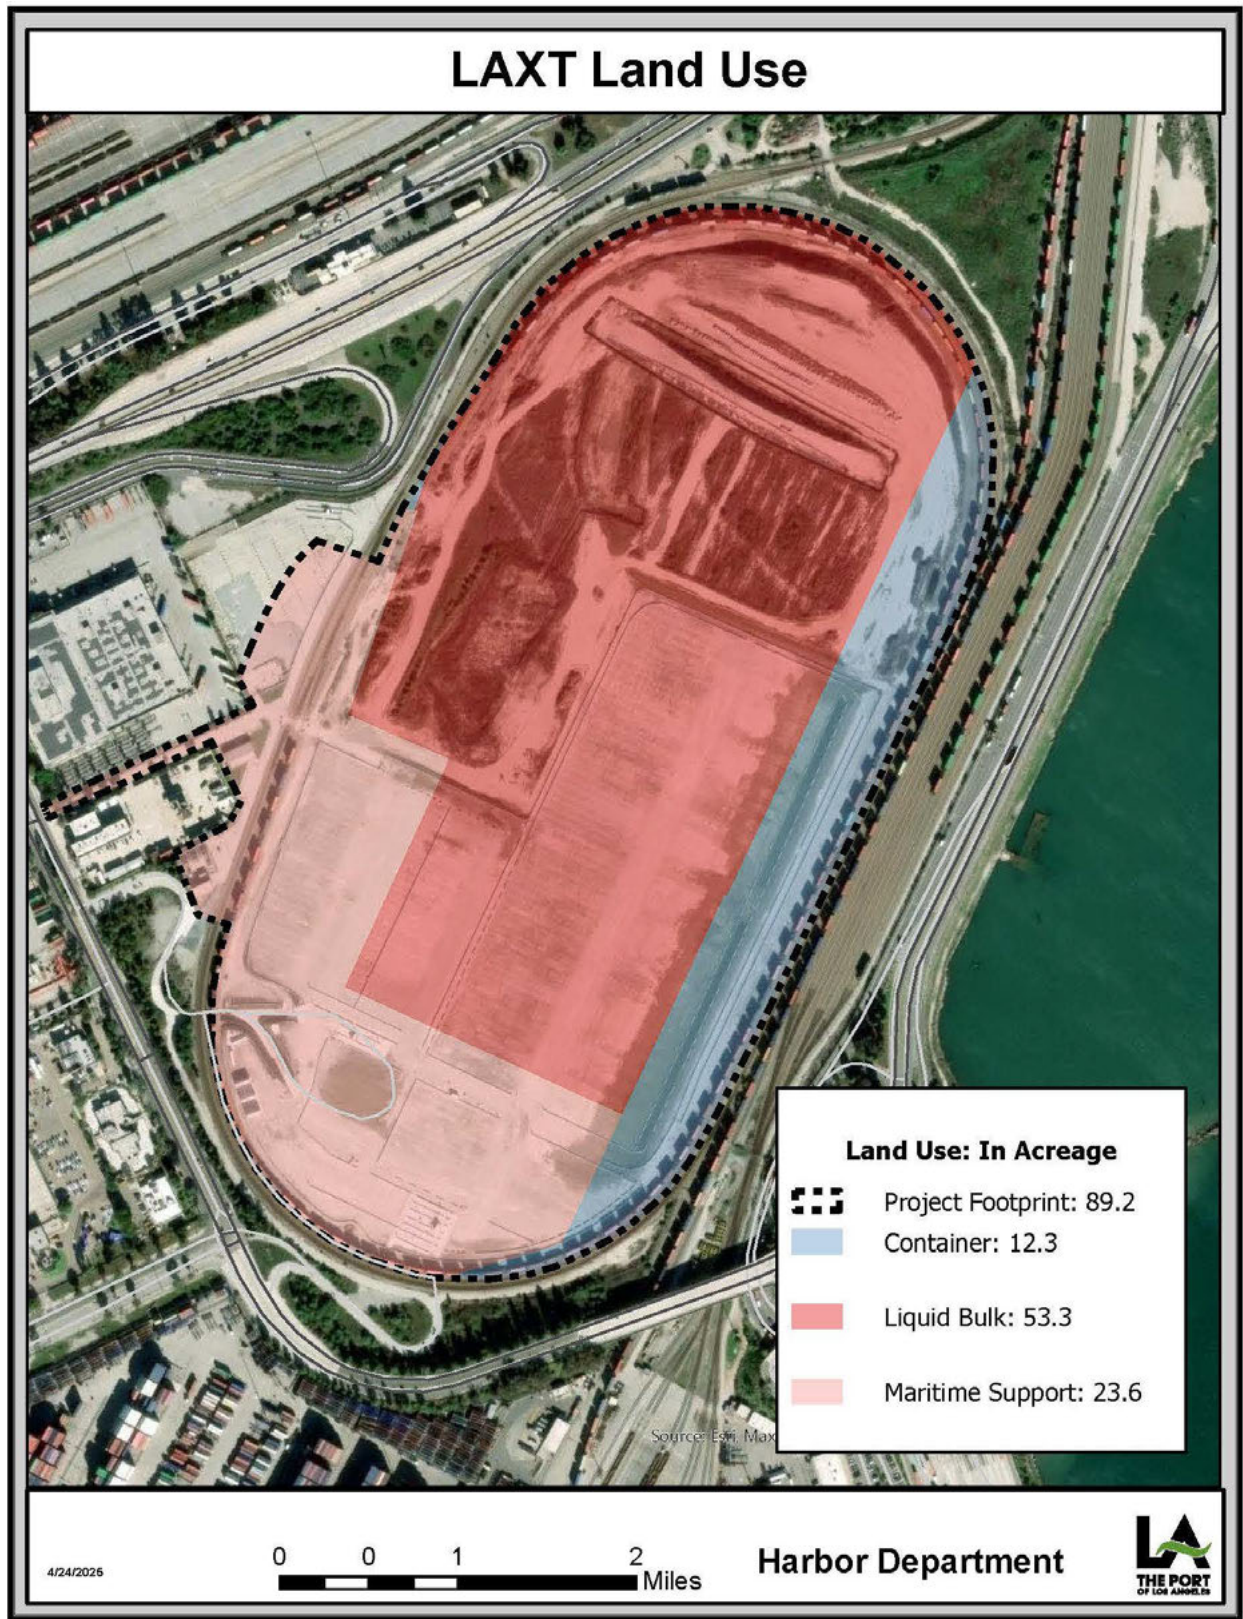 LAXT Land Use
Land Use: In Acreage
Project Footprint: 89.2
Container: 12.3
Liquid Bulk: 53.3
Maritime Support: 23.6
Source: Esri, Max
4/24/2025
0 0 1 2
Miles
Harbor Department
LA
THE PORT
OF LOS ANGELES